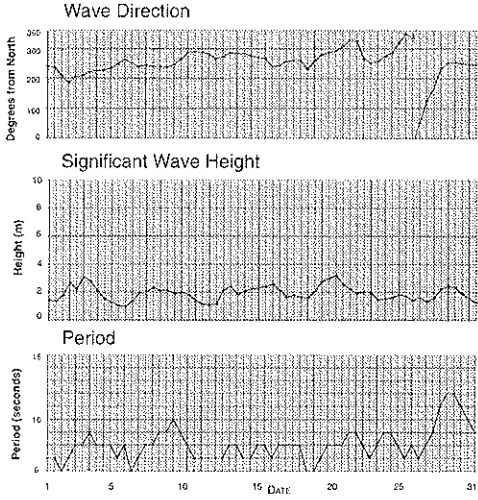 Wave Direction
Degrees from North
360
300
200
100
0
Significant Wave Height
Height (m)
10
8
6
4
2
0
Period
Period (seconds)
15
10
5
1 5 10 15 20 25 31
DATE